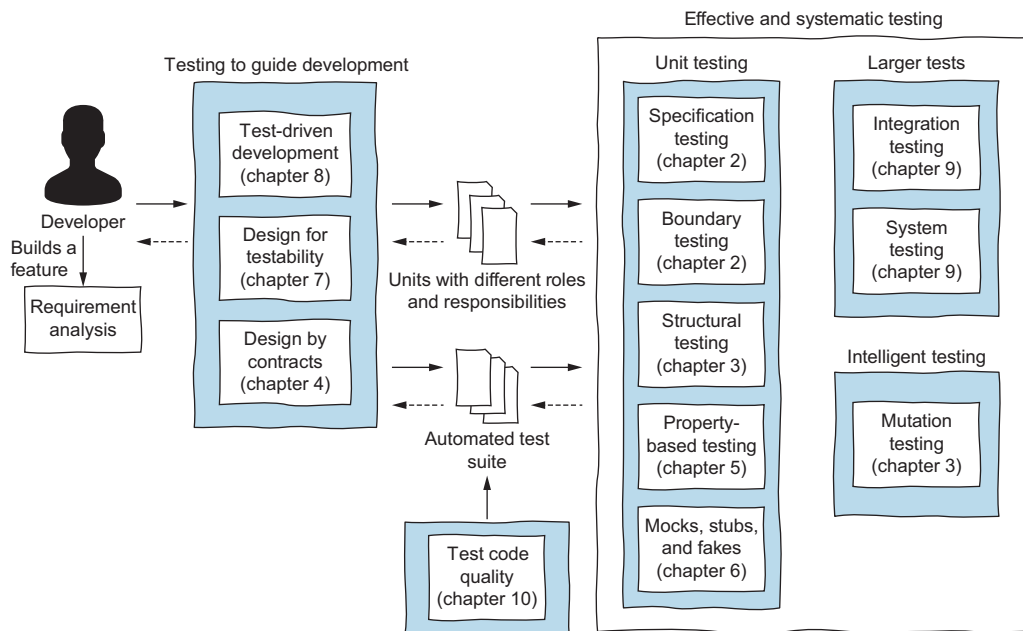 Effective and systematic testing
Testing to guide development
Unit testing
Larger tests
Test-driven
development
(chapter 8)
Specification
testing
(chapter 2)
Integration
testing
(chapter 9)
Developer
Builds a
feature
Requirement
analysis
Design for
testability
(chapter 7)
Units with different roles
and responsibilities
Boundary
testing
(chapter 2)
System
testing
(chapter 9)
Design by
contracts
(chapter 4)
Automated test
suite
Structural
testing
(chapter 3)
Intelligent testing
Property-
based testing
(chapter 5)
Mutation
testing
(chapter 3)
Test code
quality
(chapter 10)
Mocks, stubs,
and fakes
(chapter 6)